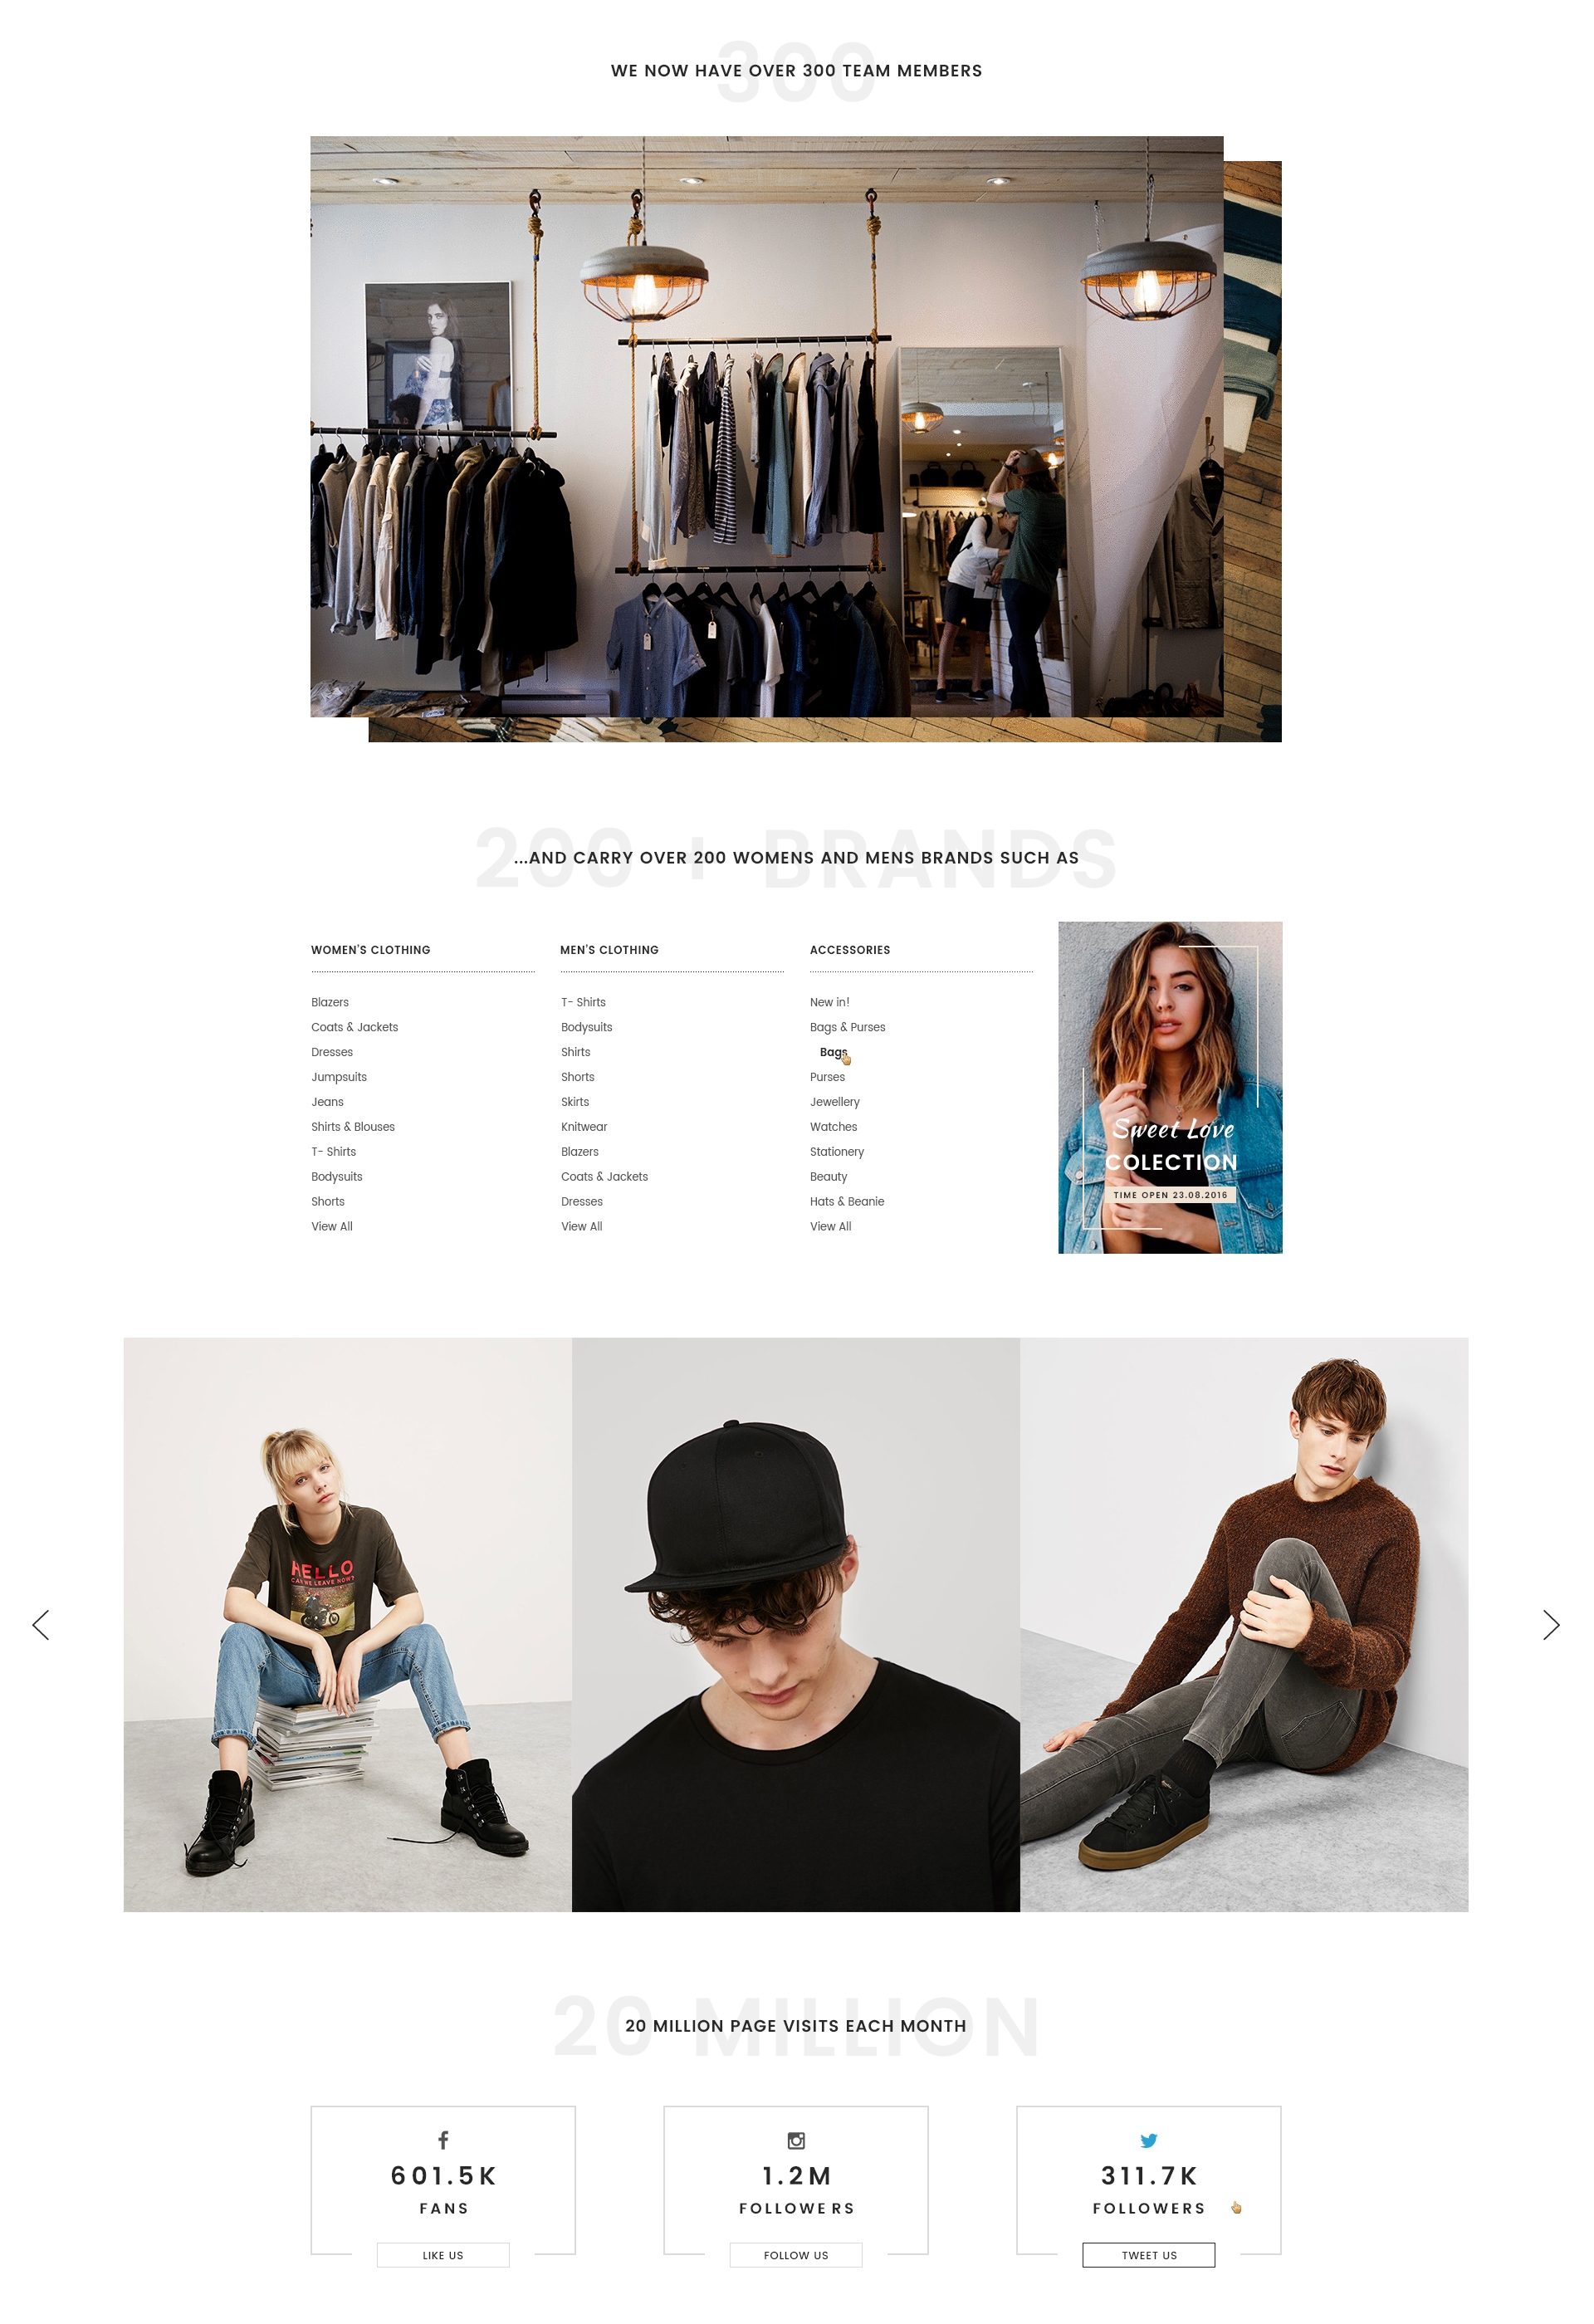 300
WE NOW HAVE OVER 300 TEAM MEMBERS
200 + BRANDS
...AND CARRY OVER 200 WOMENS AND MENS BRANDS SUCH AS
WOMEN'S CLOTHING
Blazers
Coats & Jackets
Dresses
Jumpsuits
Jeans
Shirts & Blouses
T- Shirts
Bodysuits
Shorts
View All
MEN'S CLOTHING
T- Shirts
Bodysuits
Shirts
Shorts
Skirts
Knitwear
Blazers
Coats & Jackets
Dresses
View All
ACCESSORIES
New in!
Bags & Purses
Bags
Purses
Jewellery
Watches
Stationery
Beauty
Hats & Beanie
View All
Sweet Love
COLECTION
TIME OPEN 23.08.2016
HELLO
CAN WE LEAVE NOW?
20 MILLION
20 MILLION PAGE VISITS EACH MONTH
601.5K
FANS
LIKE US
1.2M
FOLLOWERS
FOLLOW US
311.7K
FOLLOWERS
TWEET US